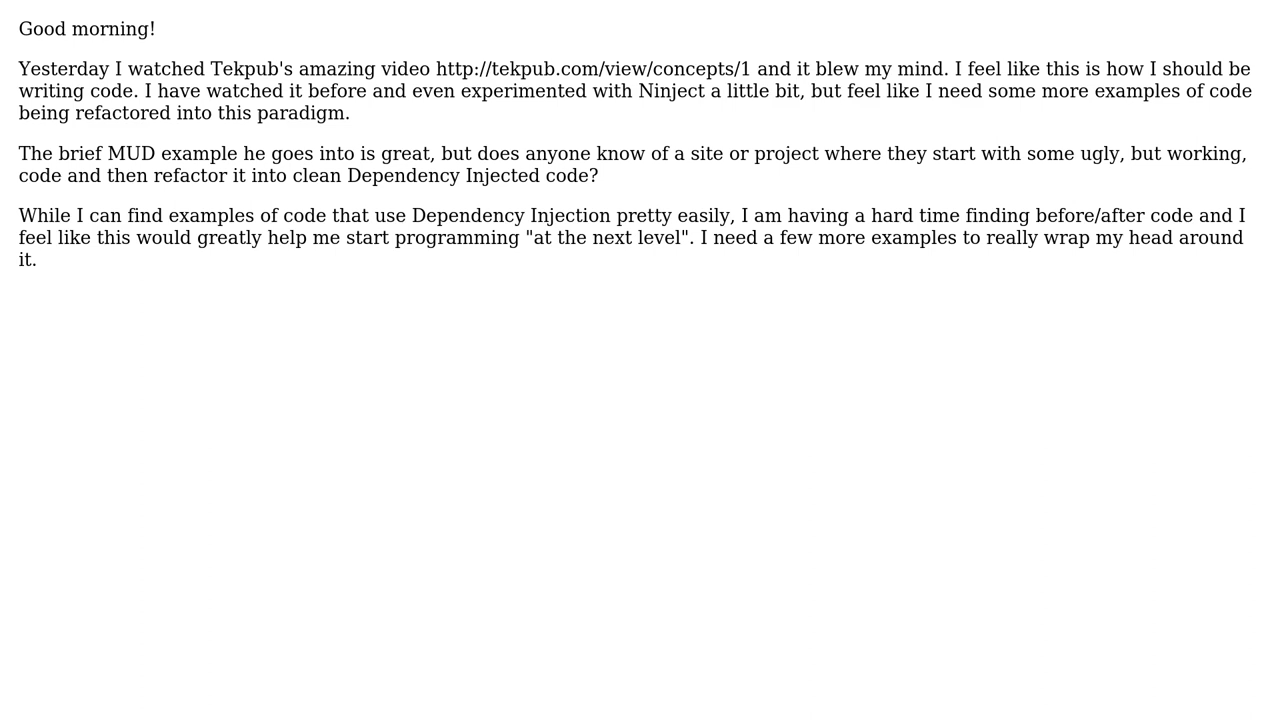 Good morning!
Yesterday I watched Tekpub's amazing video http://tekpub.com/view/concepts/1 and it blew my mind. I feel like this is how I should be
writing code. I have watched it before and even experimented with Ninject a little bit, but feel like I need some more examples of code
being refactored into this paradigm.
The brief MUD example he goes into is great, but does anyone know of a site or project where they start with some ugly, but working,
code and then refactor it into clean Dependency Injected code?
While I can find examples of code that use Dependency Injection pretty easily, I am having a hard time finding before/after code and I
feel like this would greatly help me start programming "at the next level". I need a few more examples to really wrap my head around
it.